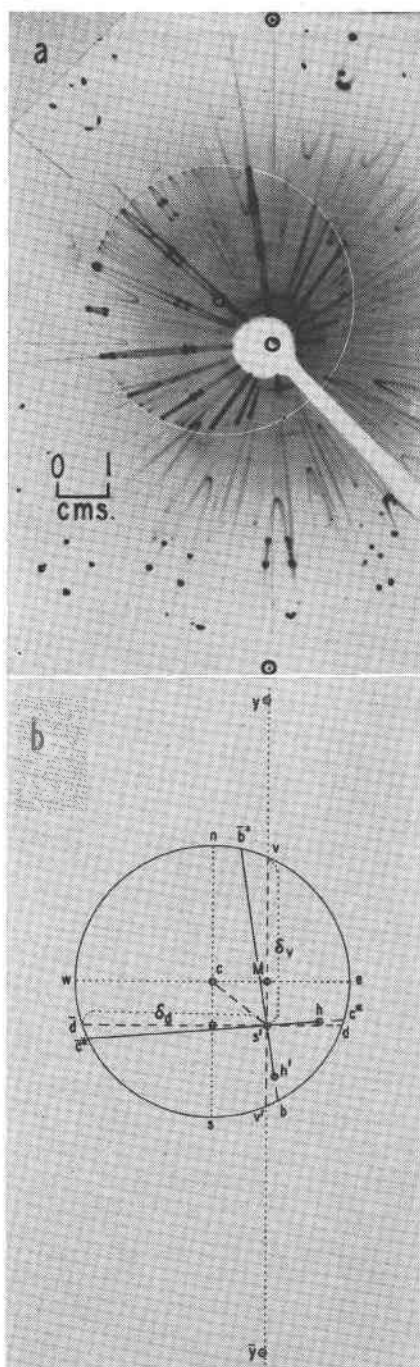 a
0 1
cms.
b
y
n b̄*
v
δv
w c M e
δd h c*
d̄ s' d
c̄*
h'
s v' b
ȳ